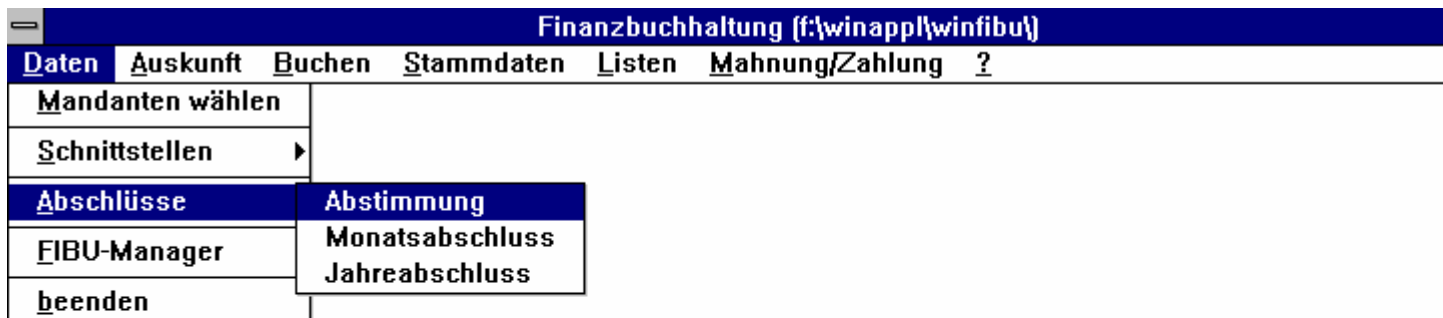 Finanzbuchhaltung (f:\winappl\winfibu\)
Daten Auskunft Buchen Stammdaten Listen Mahnung/Zahlung ?
Mandanten wählen
Schnittstellen
Abschlüsse Abstimmung
Monatsabschluss
FIBU-Manager
Jahreabschluss
beenden